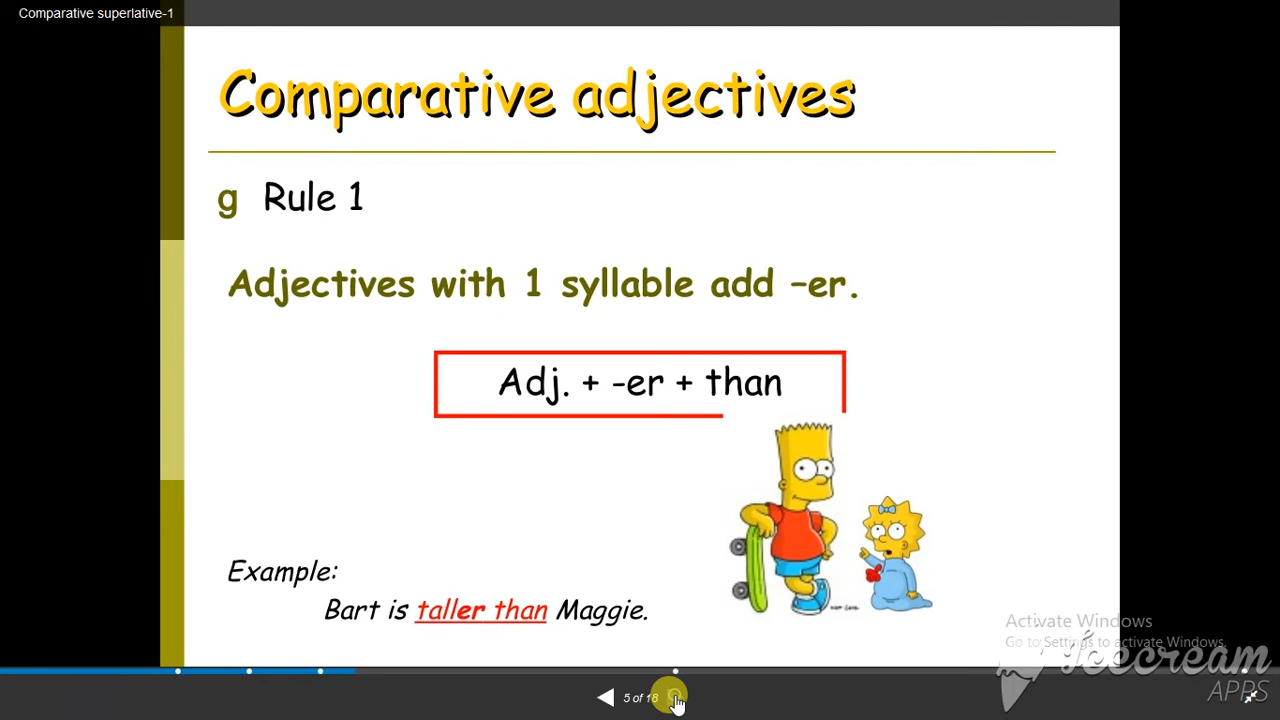 Comparative superlative-1
Comparative adjectives
g Rule 1
Adjectives with 1 syllable add –er.
Adj. + -er + than
Example:
Bart is taller than Maggie.
Activate Windows
Go to Settings to activate Windows.
Icecream
APPS
5 of 18